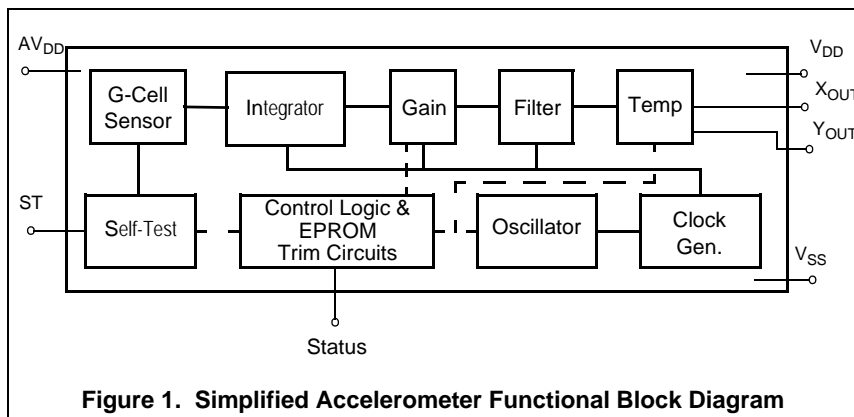 AVDD
VDD
G-Cell
Sensor
Integrator
Gain
Filter
Temp
XOUT
YOUT
ST
Self-Test
Control Logic &
EPROM
Trim Circuits
Oscillator
Clock
Gen.
VSS
Status
Figure 1. Simplified Accelerometer Functional Block Diagram